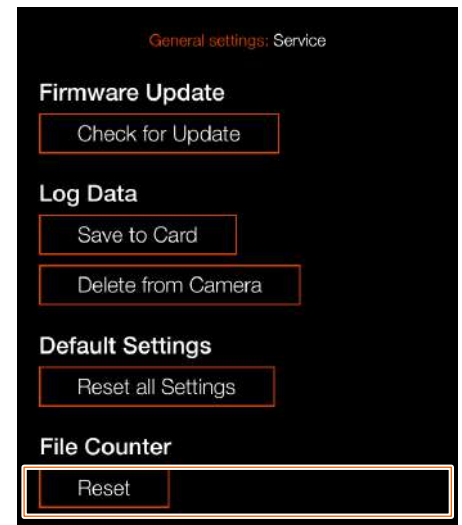 General settings: Service
Firmware Update
Check for Update
Log Data
Save to Card
Delete from Camera
Default Settings
Reset all Settings
File Counter
Reset